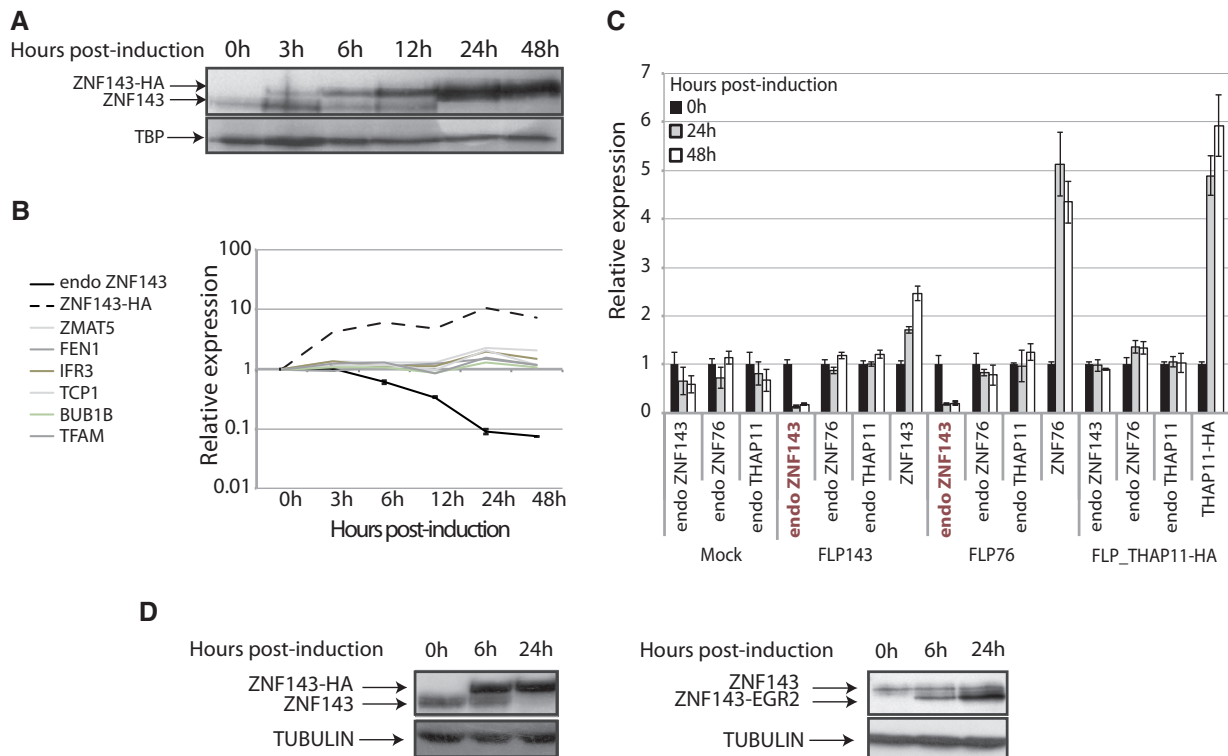 A
Hours post-induction 0h 3h 6h 12h 24h 48h
ZNF143-HA
ZNF143
TBP
B
endo ZNF143
ZNF143-HA
ZMAT5
FEN1
IFR3
TCP1
BUB1B
TFAM
Relative expression
100
10
1
0.1
0.01
0h 3h 6h 12h 24h 48h
Hours post-induction
C
Relative expression
7
6
5
4
3
2
1
0
Hours post-induction
0h
24h
48h
endo ZNF143
endo ZNF76
endo THAP11
endo ZNF143
endo ZNF76
endo THAP11
ZNF143
endo ZNF143
endo ZNF76
endo THAP11
ZNF76
endo ZNF143
endo ZNF76
endo THAP11
THAP11-HA
Mock FLP143 FLP76 FLP_THAP11-HA
D
Hours post-induction 0h 6h 24h
ZNF143-HA
ZNF143
TUBULIN
Hours post-induction 0h 6h 24h
ZNF143
ZNF143-EGR2
TUBULIN